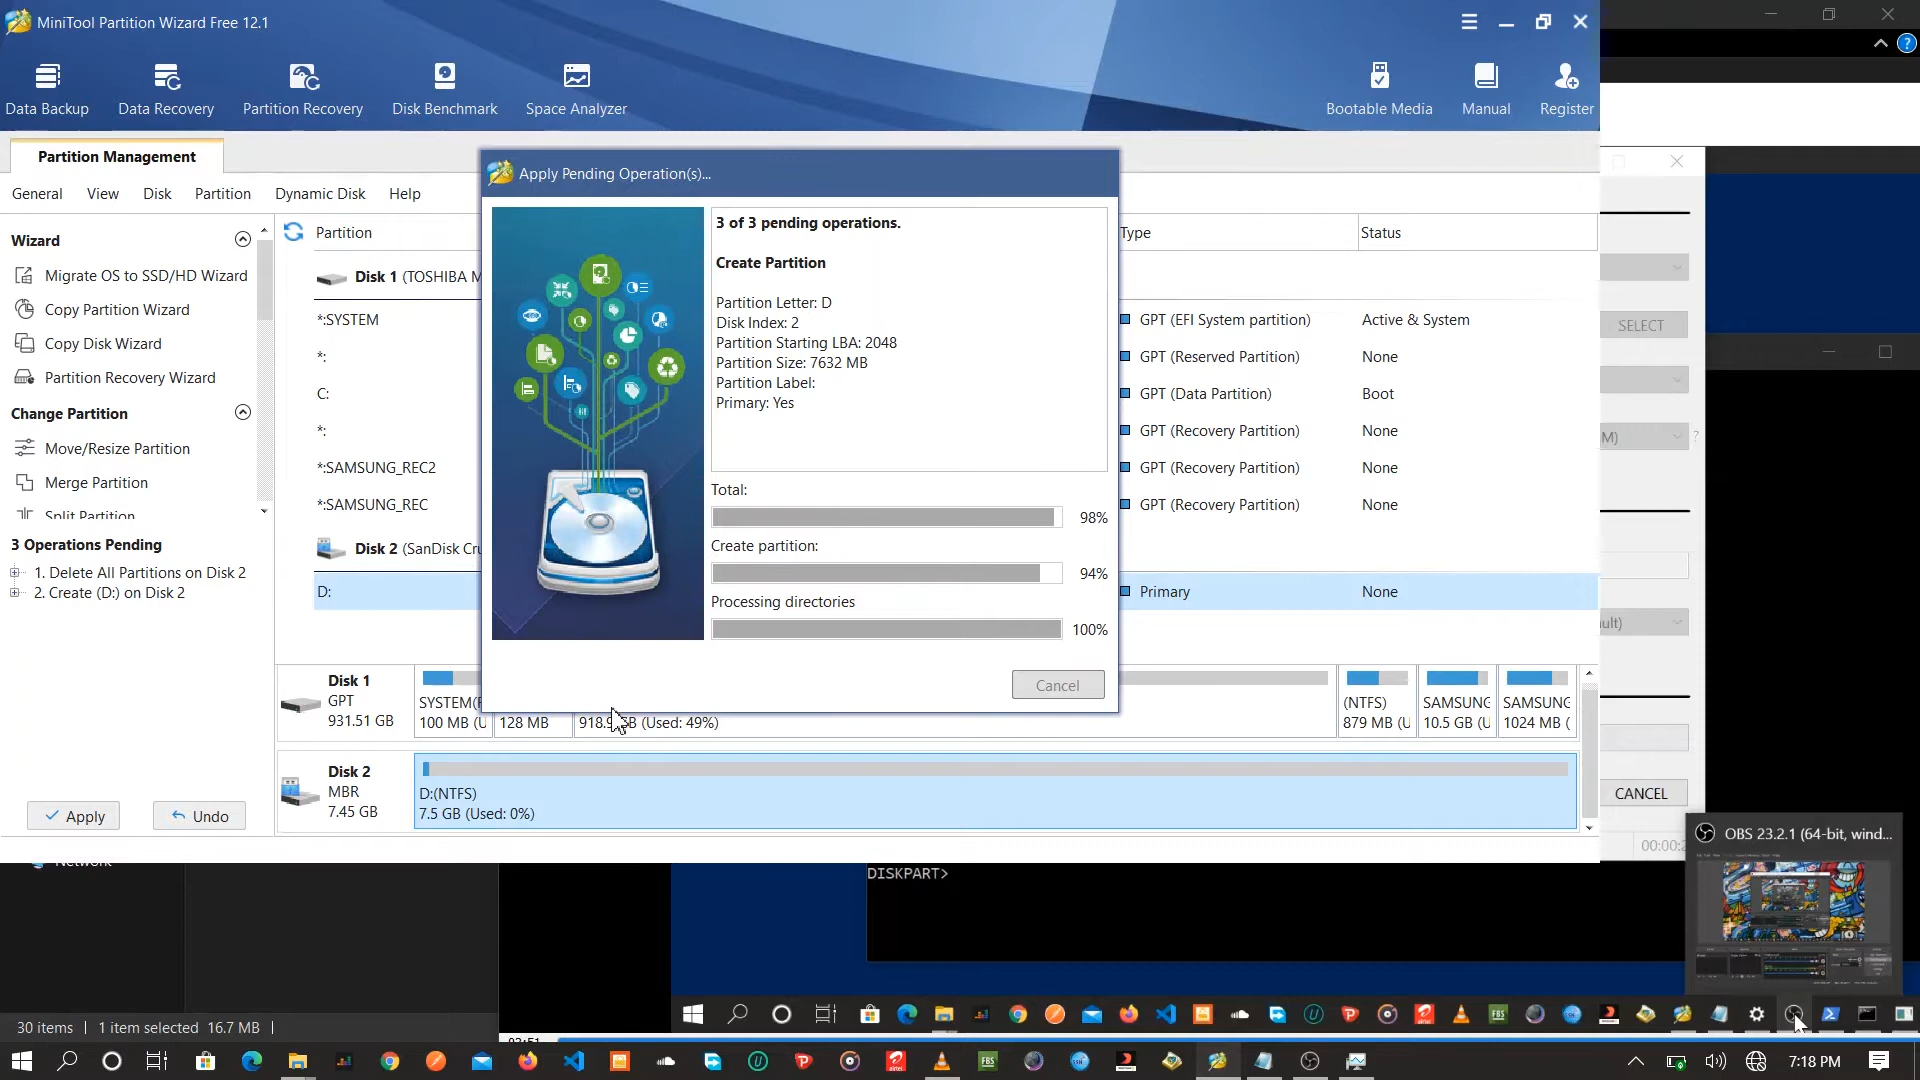 MiniTool Partition Wizard Free 12.1
Data Backup
Data Recovery
Partition Recovery
Disk Benchmark
Space Analyzer
Bootable Media
Manual
Register
Partition Management
General View Disk Partition Dynamic Disk Help
Wizard
Migrate OS to SSD/HD Wizard
Copy Partition Wizard
Copy Disk Wizard
Partition Recovery Wizard
Change Partition
Move/Resize Partition
Merge Partition
Split Partition
3 Operations Pending
1. Delete All Partitions on Disk 2
2. Create (D:) on Disk 2
Apply
Undo
Partition
Type
Status
Disk 1 (TOSHIBA M
*:SYSTEM
GPT (EFI System partition)
Active & System
*:
GPT (Reserved Partition)
None
C:
GPT (Data Partition)
Boot
*:
GPT (Recovery Partition)
None
*:SAMSUNG_REC2
GPT (Recovery Partition)
None
*:SAMSUNG_REC
GPT (Recovery Partition)
None
Disk 2 (SanDisk Cru
D:
Primary
None
Apply Pending Operation(s)...
3 of 3 pending operations.
Create Partition
Partition Letter: D
Disk Index: 2
Partition Starting LBA: 2048
Partition Size: 7632 MB
Partition Label:
Primary: Yes
Total:
98%
Create partition:
94%
Processing directories
100%
Cancel
Disk 1
GPT
931.51 GB
SYSTEM(F
100 MB (U
128 MB
GB (Used: 49%)
(NTFS)
879 MB (U
SAMSUNG
10.5 GB (U
SAMSUNG
1024 MB (
Disk 2
MBR
7.45 GB
D:(NTFS)
7.5 GB (Used: 0%)
SELECT
M)
?
ult)
CANCEL
00:00:2
OBS 23.2.1 (64-bit, wind...
Network
DISKPART>
30 items
1 item selected 16.7 MB
7:18 PM